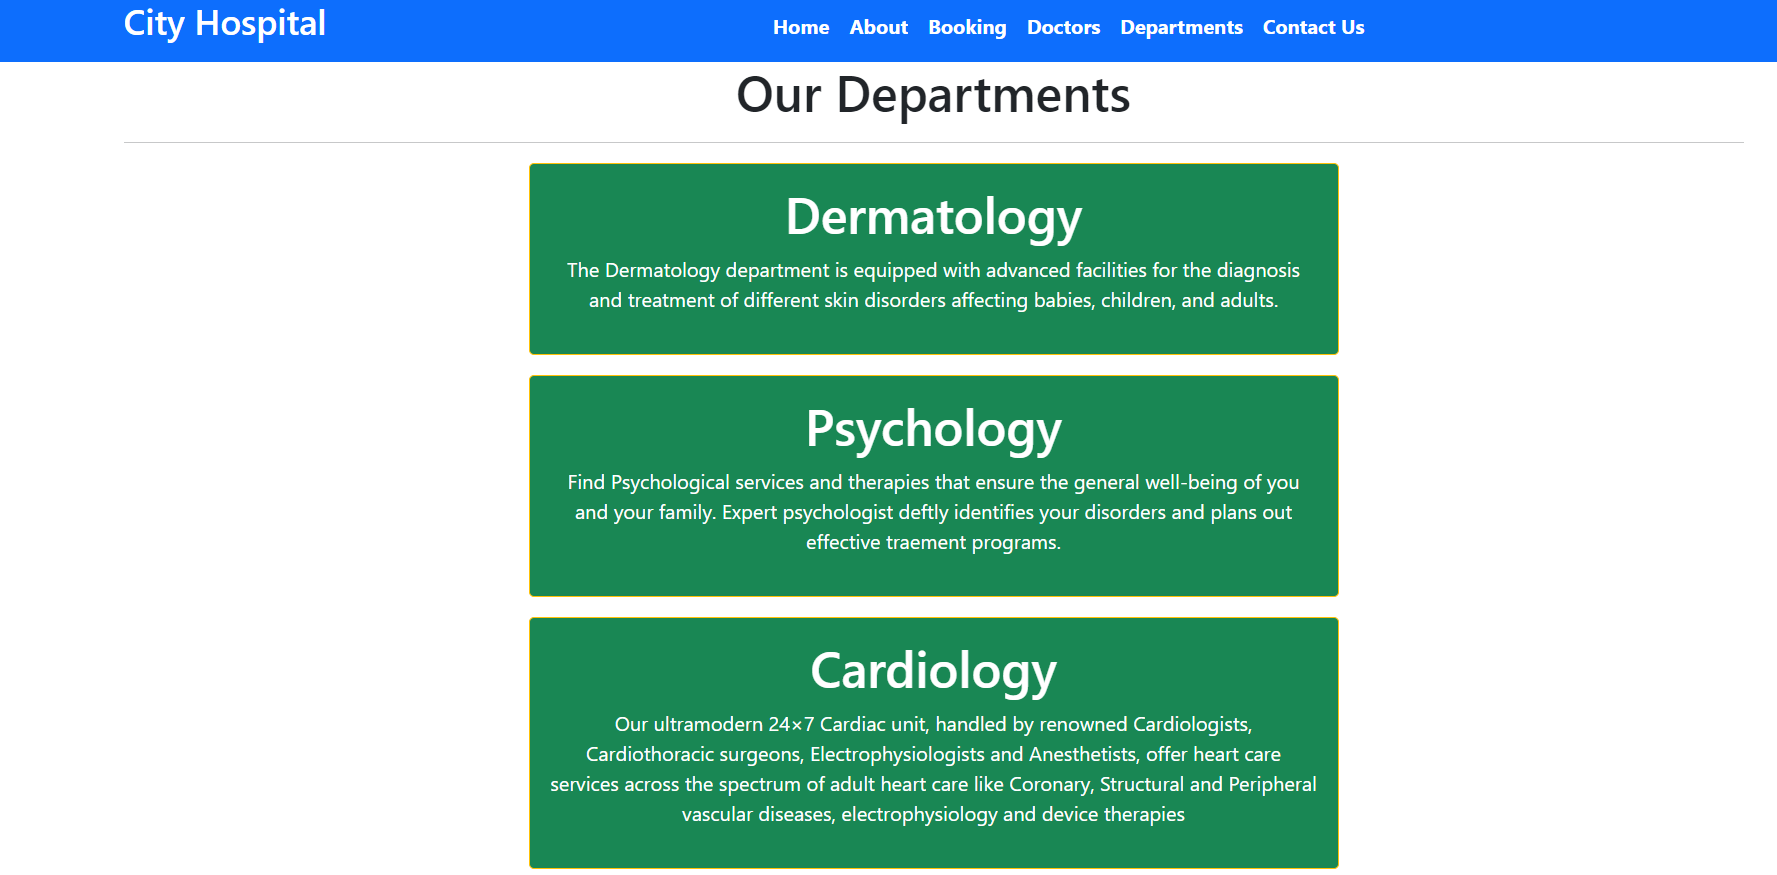 City Hospital
Home About Booking Doctors Departments Contact Us
Our Departments
Dermatology
The Dermatology department is equipped with advanced facilities for the diagnosis
and treatment of different skin disorders affecting babies, children, and adults.
Psychology
Find Psychological services and therapies that ensure the general well-being of you
and your family. Expert psychologist deftly identifies your disorders and plans out
effective traement programs.
Cardiology
Our ultramodern 24×7 Cardiac unit, handled by renowned Cardiologists,
Cardiothoracic surgeons, Electrophysiologists and Anesthetists, offer heart care
services across the spectrum of adult heart care like Coronary, Structural and Peripheral
vascular diseases, electrophysiology and device therapies